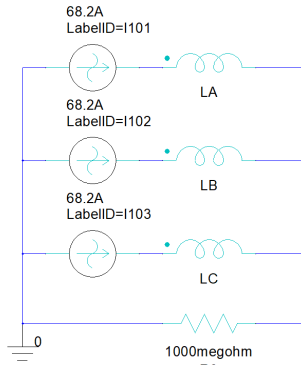 68.2A
LabelID=I101
LA
68.2A
LabelID=I102
LB
68.2A
LabelID=I103
LC
0
1000megohm